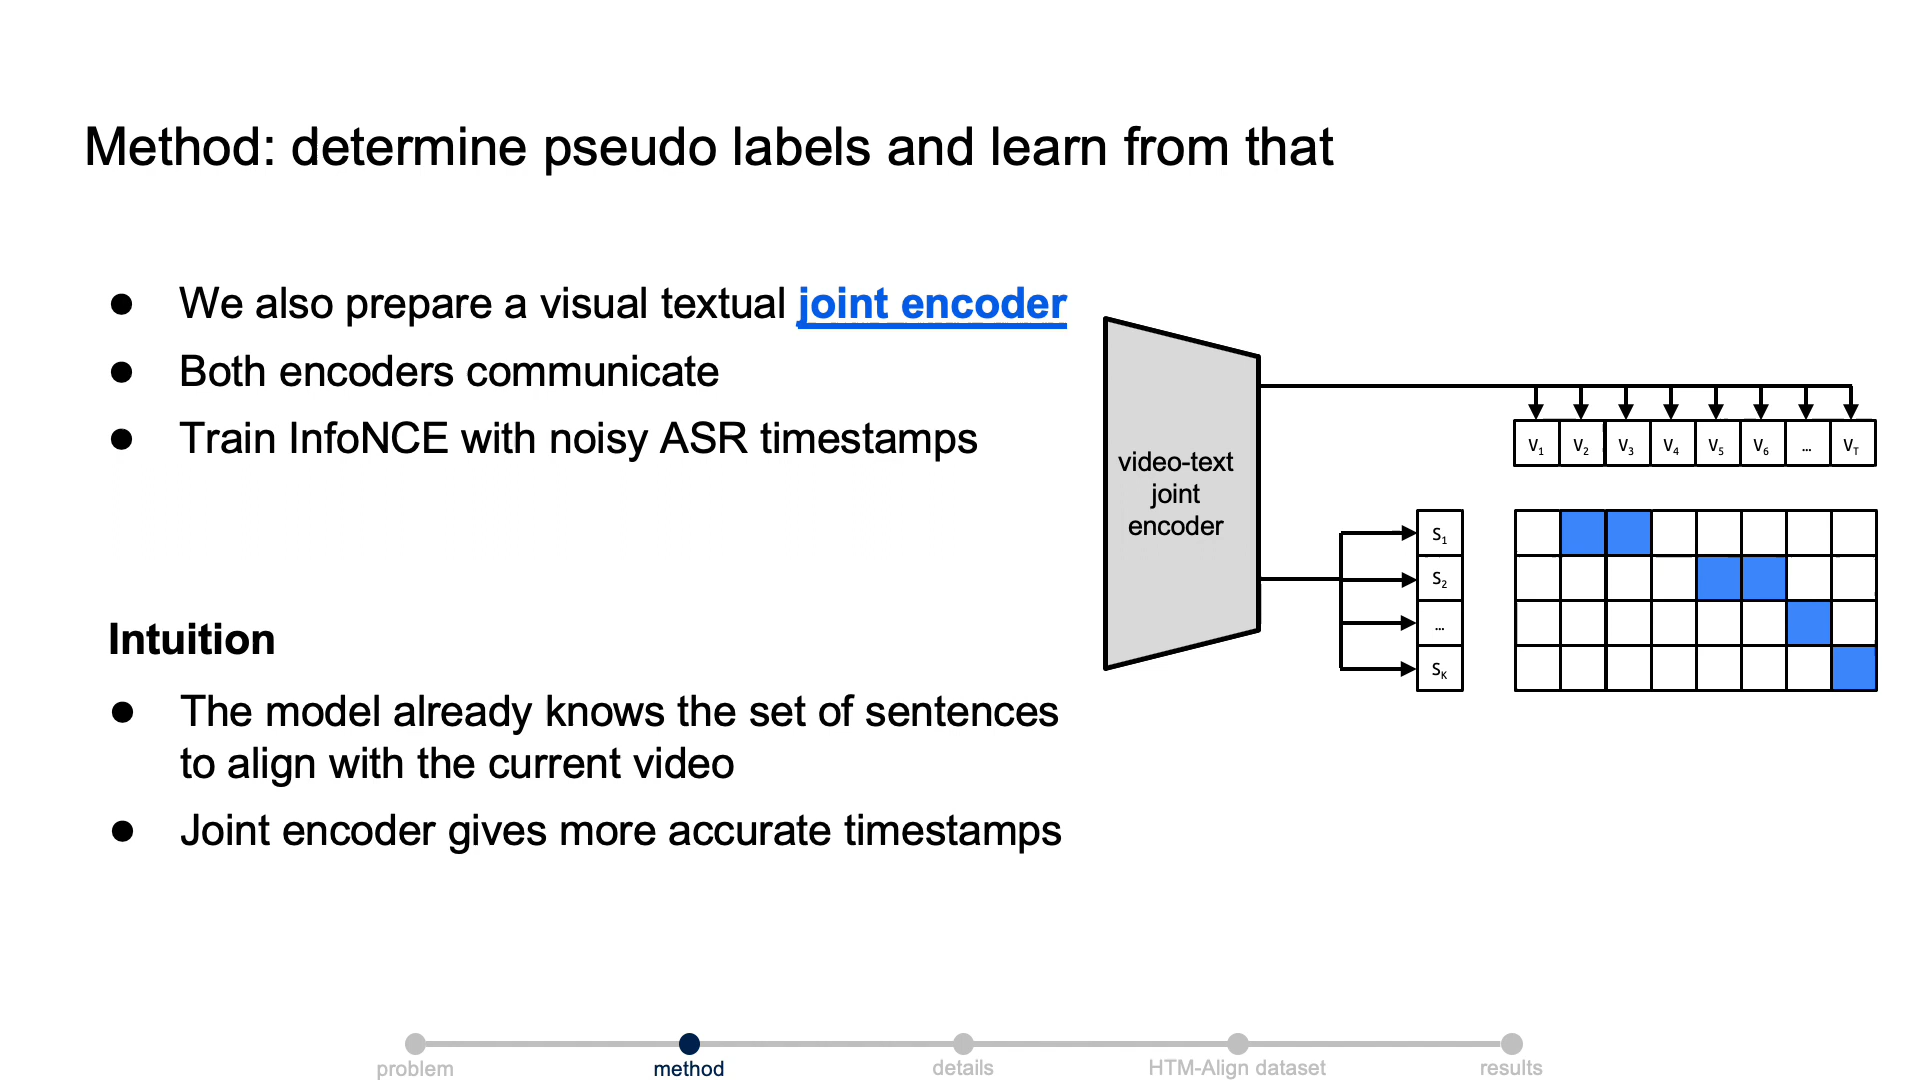 Method: determine pseudo labels and learn from that
● We also prepare a visual textual joint encoder
● Both encoders communicate
● Train InfoNCE with noisy ASR timestamps
Intuition
● The model already knows the set of sentences
to align with the current video
● Joint encoder gives more accurate timestamps
video-text
joint
encoder
V1 V2 V3 V4 V5 V6 ... VT
S1
S2
...
SK
problem method details HTM-Align dataset results